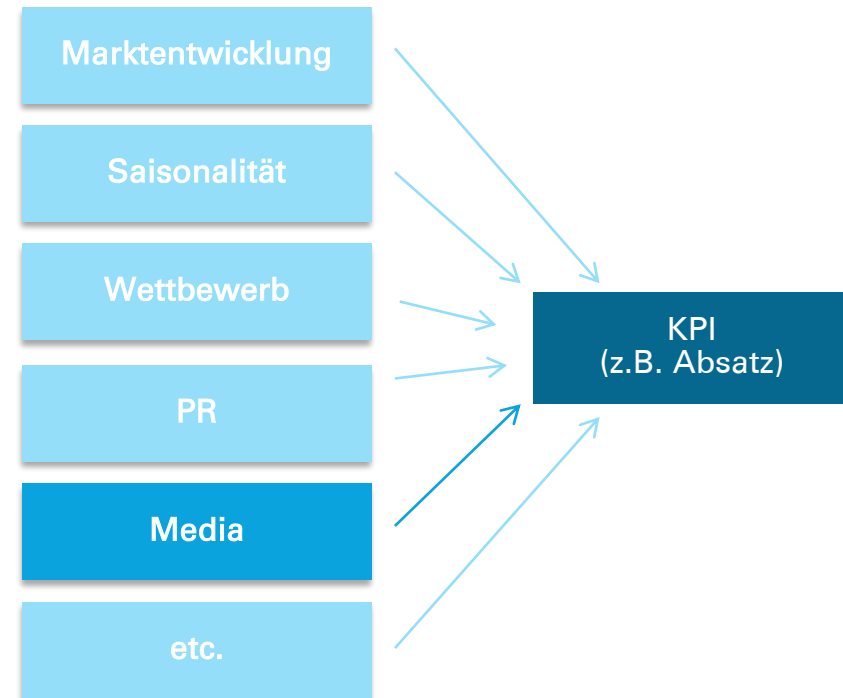 Marktentwicklung
Saisonalität
Wettbewerb
PR
Media
etc.
KPI
(z.B. Absatz)